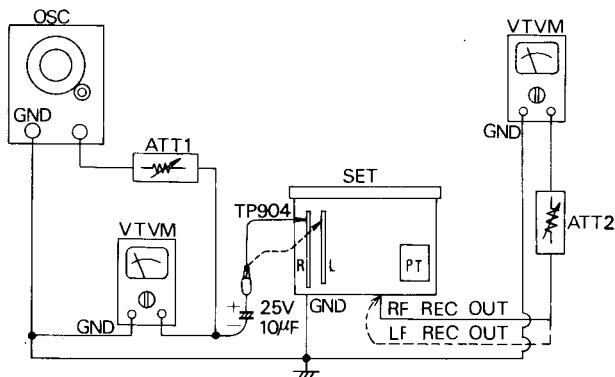 OSC
GND
ATT1
VTVM
GND
TP904
+
−
25V
10μF
SET
R
L
PT
GND
RF REC OUT
LF REC OUT
VTVM
GND
ATT2